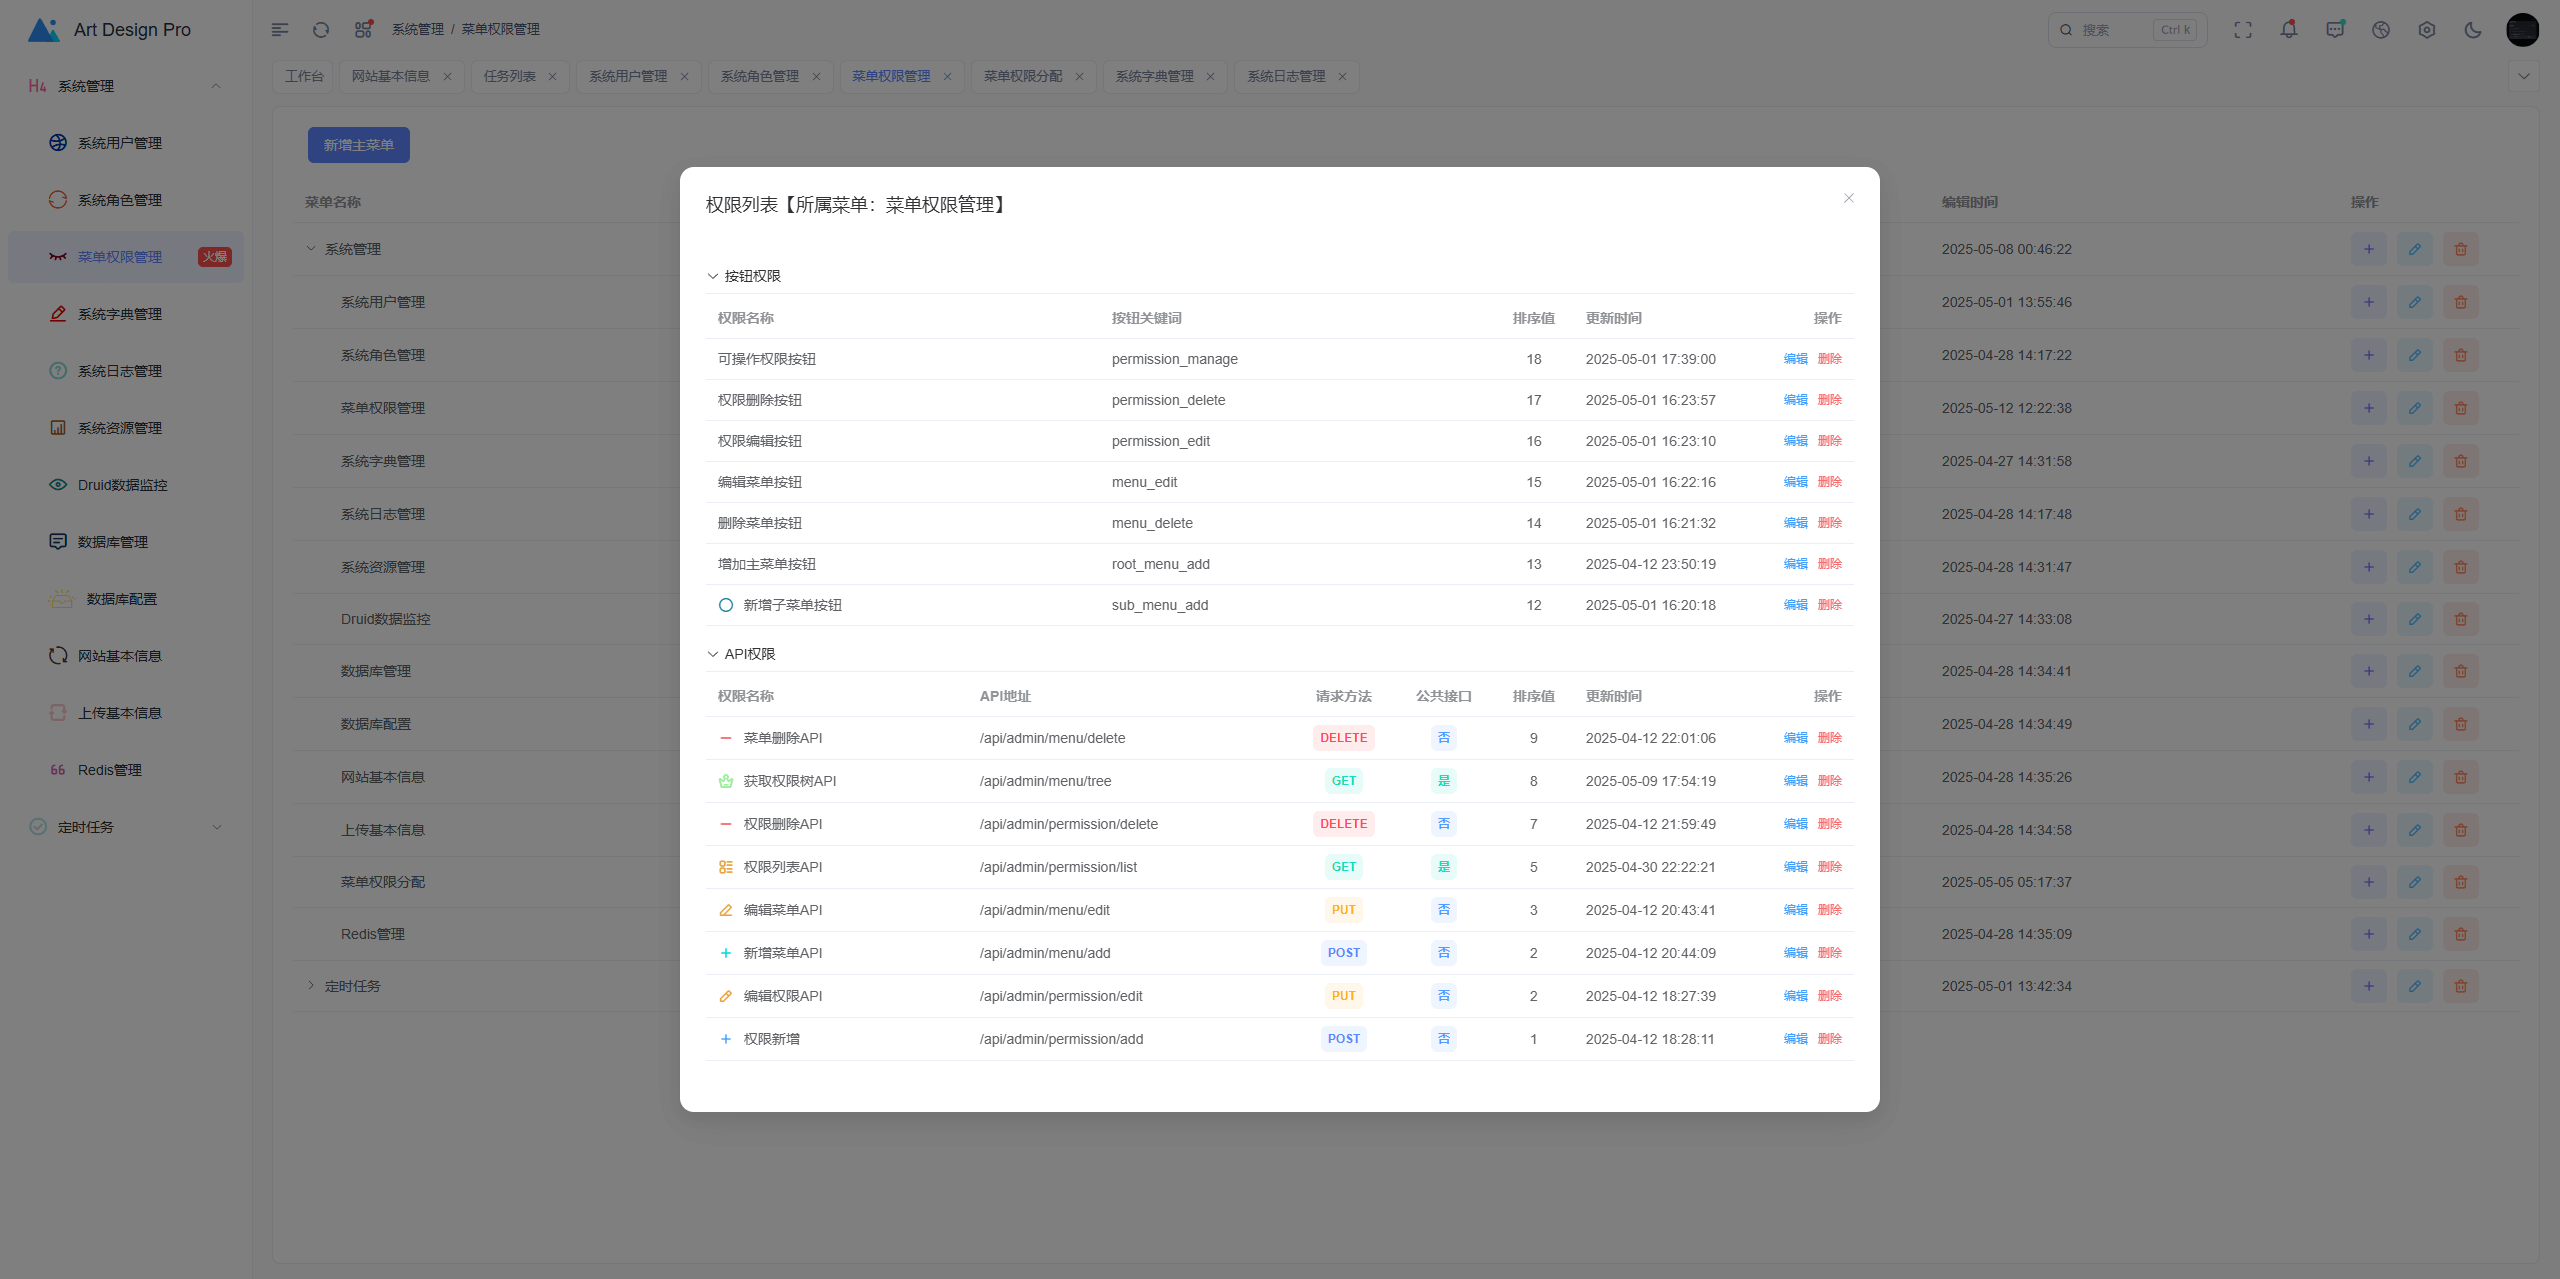 Art Design Pro
系统管理 / 菜单权限管理
搜索 Ctrl k
工作台 网站基本信息 任务列表 系统用户管理 系统角色管理 菜单权限管理 菜单权限分配 系统字典管理 系统日志管理
H4 系统管理
系统用户管理
系统角色管理
菜单权限管理 火爆
系统字典管理
系统日志管理
系统资源管理
Druid数据监控
数据库管理
数据库配置
网站基本信息
上传基本信息
Redis管理
定时任务
新增主菜单
菜单名称 编辑时间 操作
系统管理 2025-05-08 00:46:22
系统用户管理 2025-05-01 13:55:46
系统角色管理 2025-04-28 14:17:22
菜单权限管理 2025-05-12 12:22:38
系统字典管理 2025-04-27 14:31:58
系统日志管理 2025-04-28 14:17:48
系统资源管理 2025-04-28 14:31:47
Druid数据监控 2025-04-27 14:33:08
数据库管理 2025-04-28 14:34:41
数据库配置 2025-04-28 14:34:49
网站基本信息 2025-04-28 14:35:26
上传基本信息 2025-04-28 14:34:58
菜单权限分配 2025-05-05 05:17:37
Redis管理 2025-04-28 14:35:09
定时任务 2025-05-01 13:42:34
权限列表【所属菜单：菜单权限管理】
按钮权限
权限名称 按钮关键词 排序值 更新时间 操作
可操作权限按钮 permission_manage 18 2025-05-01 17:39:00 编辑 删除
权限删除按钮 permission_delete 17 2025-05-01 16:23:57 编辑 删除
权限编辑按钮 permission_edit 16 2025-05-01 16:23:10 编辑 删除
编辑菜单按钮 menu_edit 15 2025-05-01 16:22:16 编辑 删除
删除菜单按钮 menu_delete 14 2025-05-01 16:21:32 编辑 删除
增加主菜单按钮 root_menu_add 13 2025-04-12 23:50:19 编辑 删除
新增子菜单按钮 sub_menu_add 12 2025-05-01 16:20:18 编辑 删除
API权限
权限名称 API地址 请求方法 公共接口 排序值 更新时间 操作
菜单删除API /api/admin/menu/delete DELETE 否 9 2025-04-12 22:01:06 编辑 删除
获取权限树API /api/admin/menu/tree GET 是 8 2025-05-09 17:54:19 编辑 删除
权限删除API /api/admin/permission/delete DELETE 否 7 2025-04-12 21:59:49 编辑 删除
权限列表API /api/admin/permission/list GET 是 5 2025-04-30 22:22:21 编辑 删除
编辑菜单API /api/admin/menu/edit PUT 否 3 2025-04-12 20:43:41 编辑 删除
新增菜单API /api/admin/menu/add POST 否 2 2025-04-12 20:44:09 编辑 删除
编辑权限API /api/admin/permission/edit PUT 否 2 2025-04-12 18:27:39 编辑 删除
权限新增 /api/admin/permission/add POST 否 1 2025-04-12 18:28:11 编辑 删除